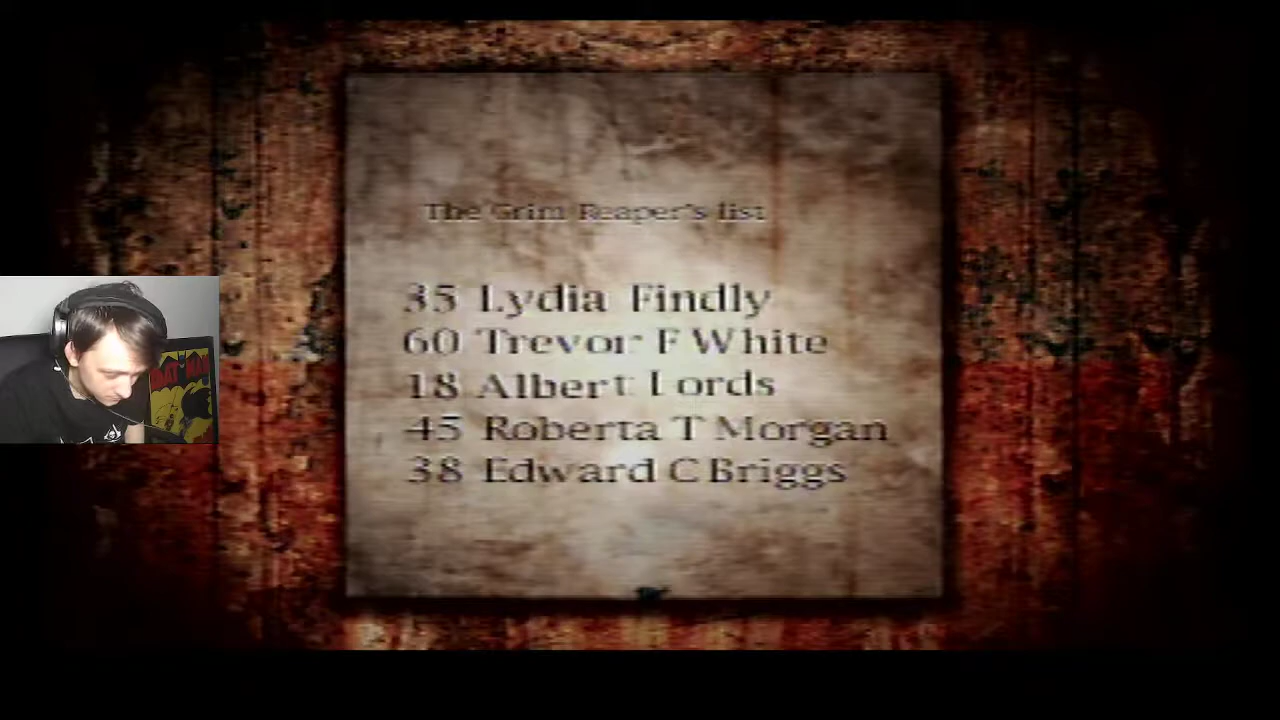 The Grim Reaper's list
35 Lydia Findly
60 Trevor F White
18 Albert Lords
45 Roberta T Morgan
38 Edward C Briggs
BATMAN